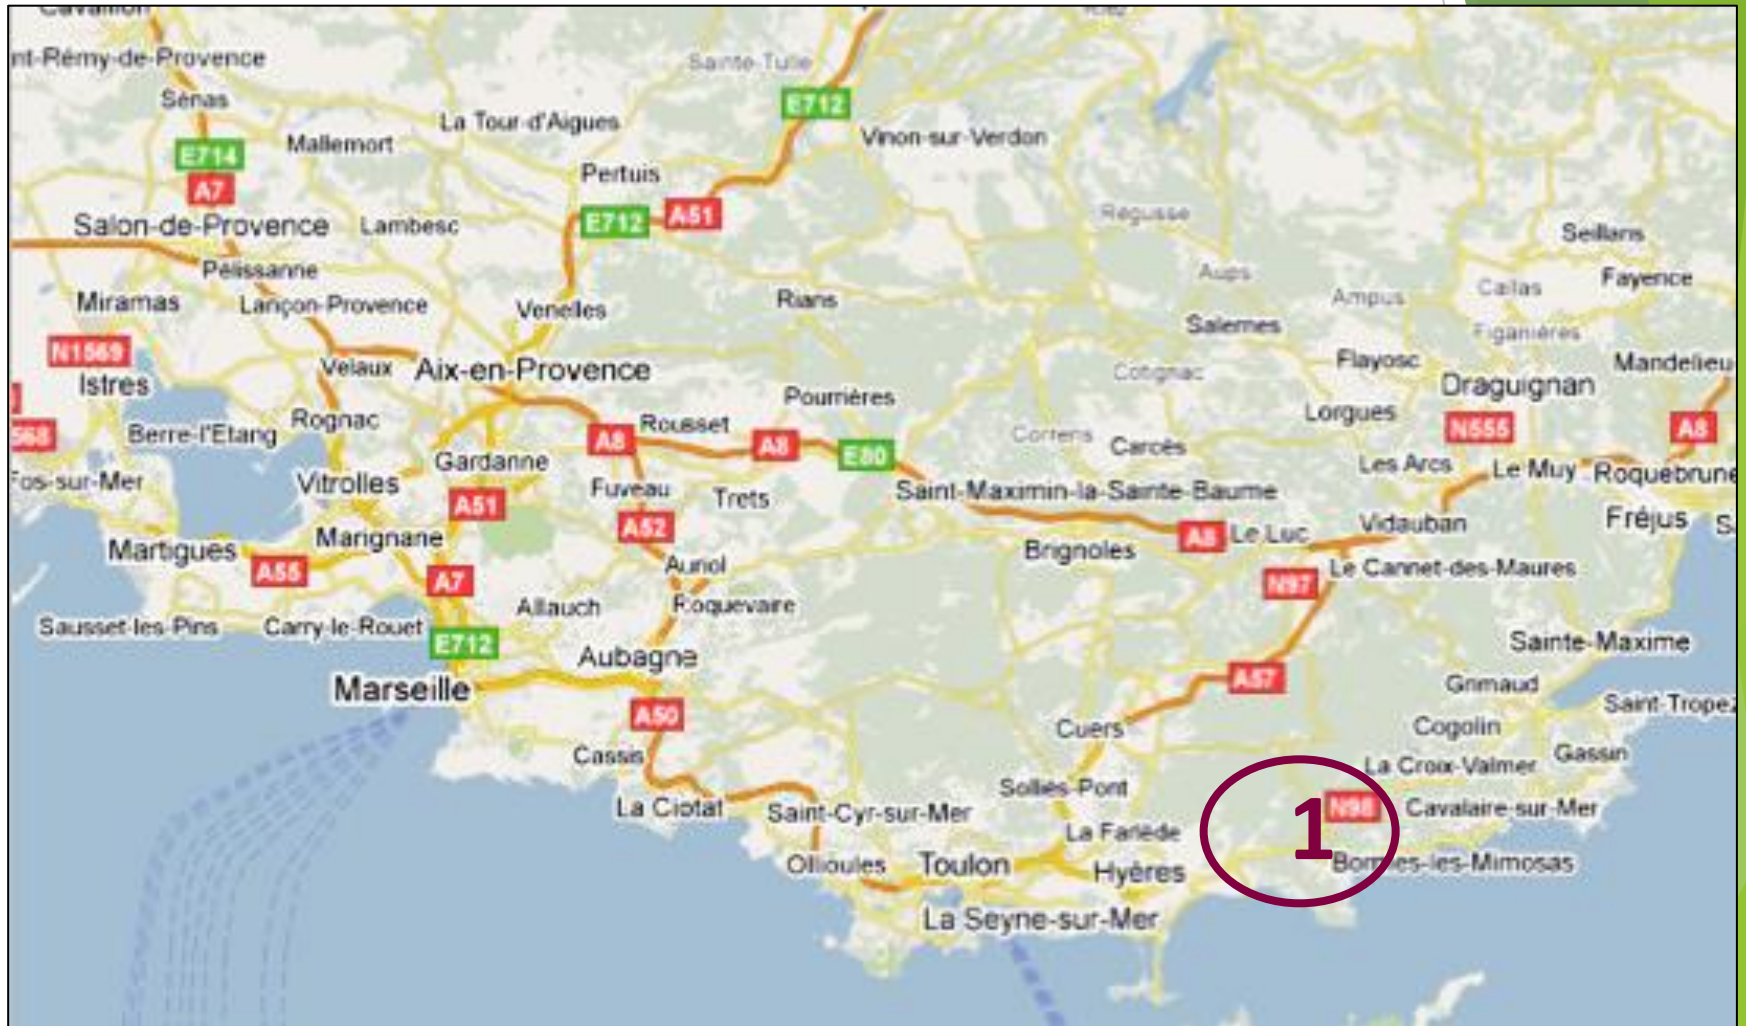 Cavaillon
nt-Rémy-de-Provence
Sénas
Sainte-Tulle
E712
La Tour-d'Aigues
Vinon-sur-Verdon
Mallemort
E714
A7
Pertuis
E712
A51
Salon-de-Provence
Lambesc
Régusse
Seillans
Pélissanne
Aups
Fayence
Miramas
Lançon-Provence
Venelles
Rians
Ampus
Callas
Salernes
Figanières
N1569
Velaux
Aix-en-Provence
Cotignac
Flayosc
Mandelieu-
Istres
Draguignan
Pourrières
Lorgues
Rognac
Rousset
N555
A8
568
Berre-l'Etang
A8
A8
E80
Correns
Carcès
Gardanne
Les Arcs
Le Muy
Roquebrune
Fos-sur-Mer
Vitrolles
Fuveau
Trets
Saint-Maximin-la-Sainte-Baume
A51
A52
Vidauban
Fréjus
S
Marignane
A8
Le Luc
Martigues
Brignoles
A55
A7
Auriol
N97
Le Cannet-des-Maures
Allauch
Roquevaire
Sausset-les-Pins
Carry-le-Rouet
E712
Sainte-Maxime
Aubagne
A57
Marseille
Grimaud
Saint-Tropez
A50
Cuers
Cogolin
Cassis
Gassin
La Croix-Valmer
Solliès-Pont
La Ciotat
Saint-Cyr-sur-Mer
N98
Cavalaire-sur-Mer
1
La Farlède
Ollioules
Toulon
Hyères
Bormes-les-Mimosas
La Seyne-sur-Mer